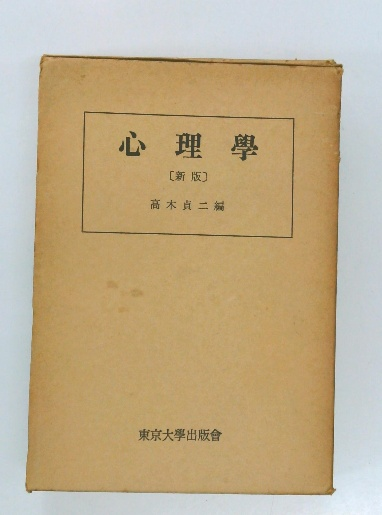 心理學
〔新版〕
高木貞二編
東京大學出版會